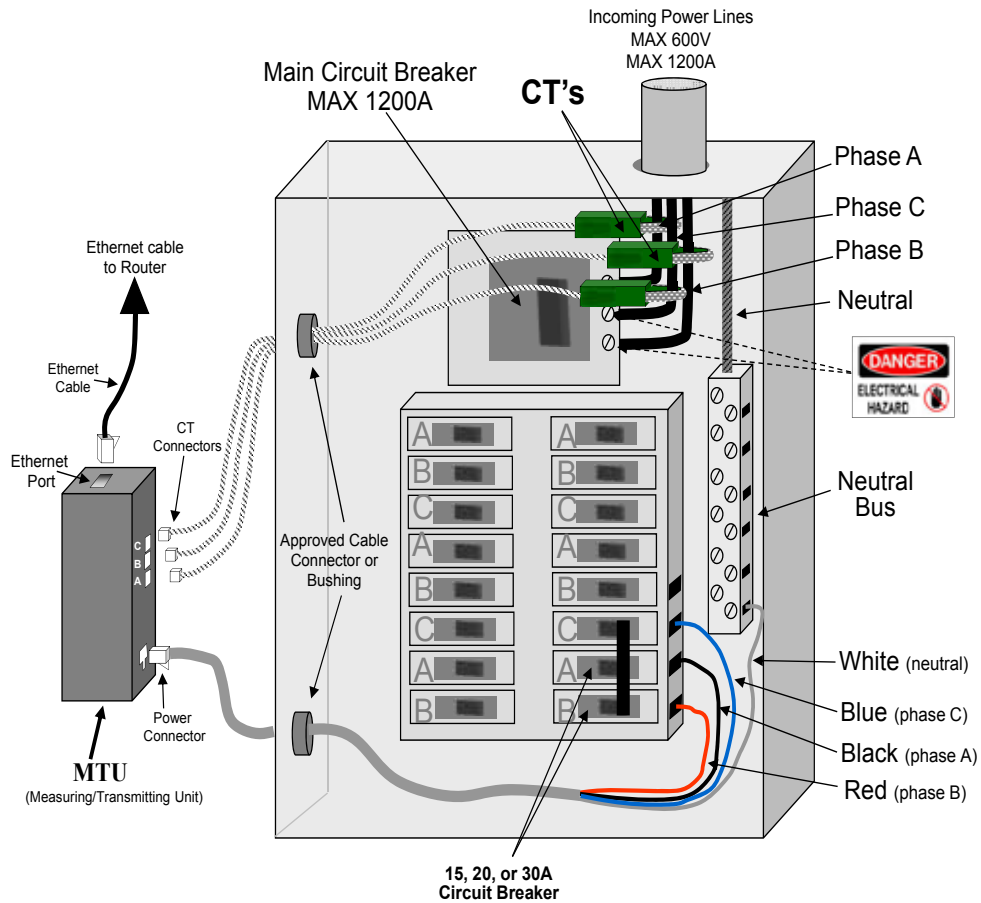 Incoming Power Lines
MAX 600V
MAX 1200A
Main Circuit Breaker
MAX 1200A
CT's
Phase A
Phase C
Phase B
Neutral
DANGER
ELECTRICAL
HAZARD
Ethernet cable
to Router
Ethernet
Cable
CT
Connectors
Ethernet
Port
C
B
A
Approved Cable
Connector or
Bushing
A
A
B
B
C
C
A
A
B
B
C
C
A
A
B
B
Neutral
Bus
White (neutral)
Blue (phase C)
Black (phase A)
Red (phase B)
Power
Connector
MTU
(Measuring/Transmitting Unit)
15, 20, or 30A
Circuit Breaker